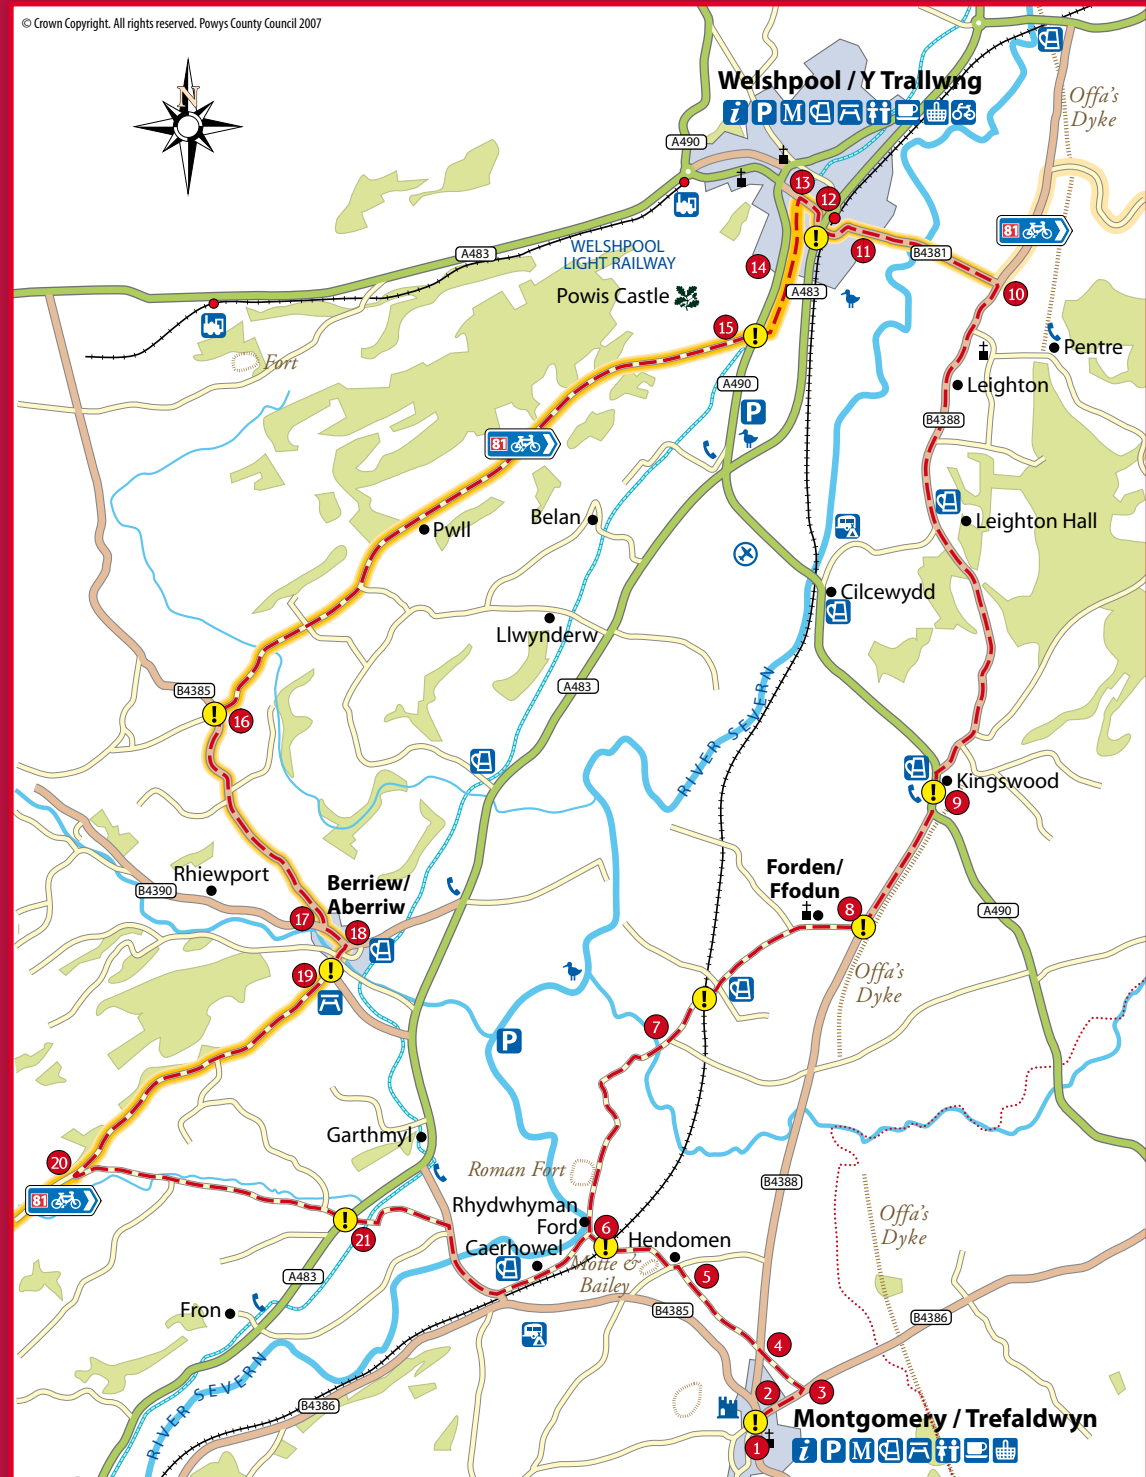 © Crown Copyright. All rights reserved. Powys County Council 2007
N
Welshpool / Y Trallwng
i P M
Offa's
Dyke
A490
13
12
81
WELSHPOOL
LIGHT RAILWAY
A483
11
B4381
14
Powis Castle
A483
10
15
!
!
Pentre
Fort
A490
Leighton
P
B4388
81
Belan
Pwll
Leighton Hall
Cilcewydd
Llwynderw
A483
B4385
!
16
RIVER SEVERN
Kingswood
!
9
Rhiewport
B4390
Berriew/
Aberriw
Forden/
Ffodun
17
18
8
!
A490
19
!
Offa's
Dyke
!
7
P
Garthmyl
20
Roman Fort
B4388
81
Rhydwhyman
Ford
6
!
Offa's
Dyke
!
21
Caerhowel
Hendomen
Motte &
Bailey
5
A483
Fron
B4385
B4386
4
RIVER SEVERN
B4386
2
3
!
Montgomery / Trefaldwyn
1
i P M